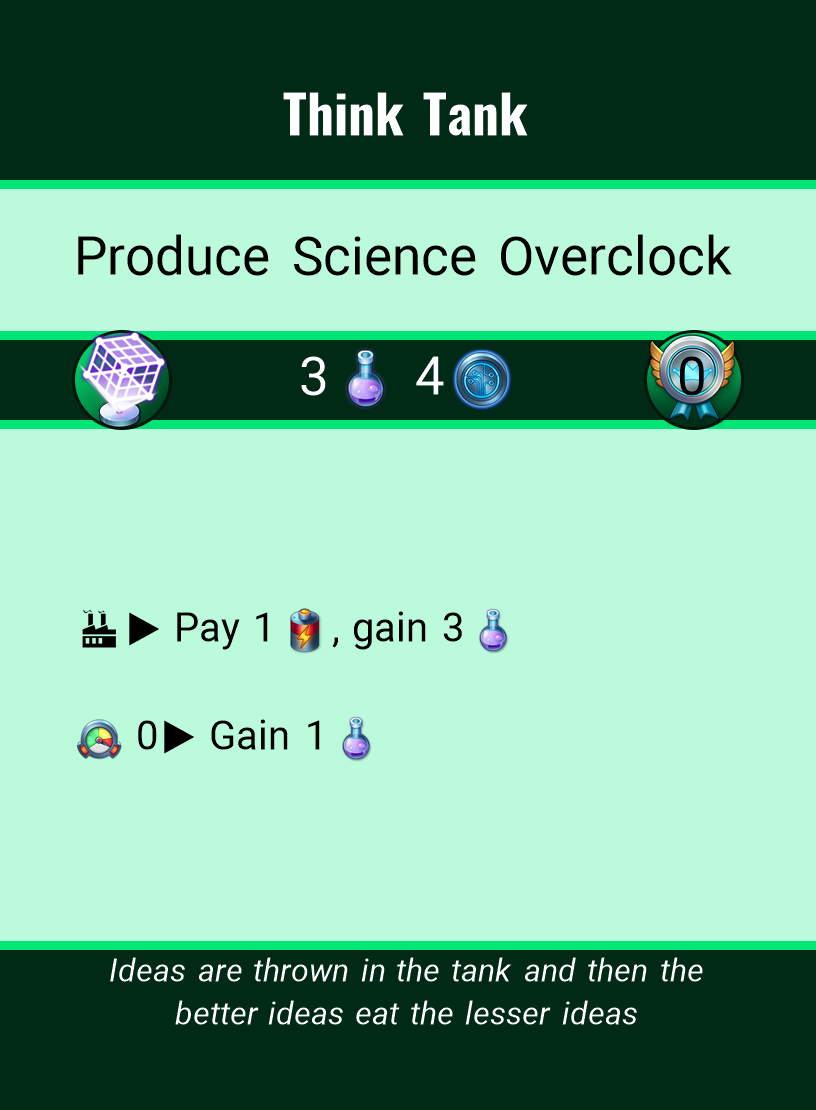 Think Tank
Produce Science Overclock
3 4 0
Pay 1 , gain 3
0 Gain 1
Ideas are thrown in the tank and then the
better ideas eat the lesser ideas